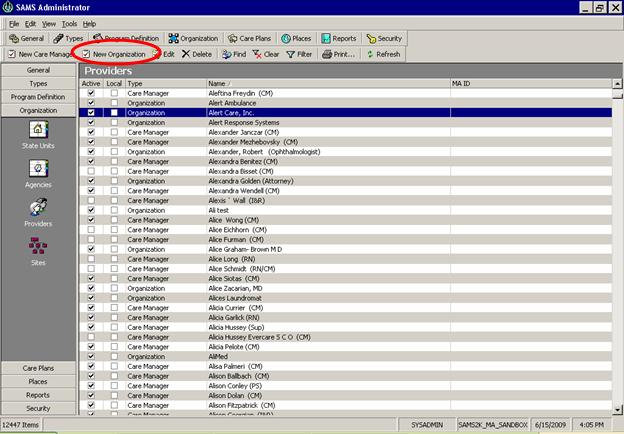 SAMS Administrator
File Edit View Tools Help
General Types Program Definition Organization Care Plans Places Reports Security
New Care Manager New Organization Edit Delete Find Clear Filter Print... Refresh
General
Types
Program Definition
Organization
State Units
Agencies
Providers
Sites
Care Plans
Places
Reports
Security
Providers
Active Local Type Name / MA ID
Care Manager Aleftina Freydin (CM)
Organization Alert Ambulance
Organization Alert Care, Inc.
Organization Alert Response Systems
Care Manager Alexander Janczar (CM)
Care Manager Alexander Mezhebovsky (CM)
Organization Alexander, Robert (Ophthalmologist)
Care Manager Alexandra Benitez (CM)
Care Manager Alexandra Bisset (CM)
Organization Alexandra Golden (Attorney)
Care Manager Alexandra Wendell (CM)
Care Manager Alexis ` Wall (I&R)
Organization Ali test
Care Manager Alice Wong (CM)
Care Manager Alice Eichhorn (CM)
Care Manager Alice Furman (CM)
Organization Alice Graham- Brown M D
Care Manager Alice Long (RN)
Care Manager Alice Schmidt (RN/CM)
Care Manager Alice Siotas (CM)
Organization Alice Zacarian, MD
Organization Alices Laundromat
Care Manager Alicia Currier (CM)
Care Manager Alicia Garlick (RN)
Care Manager Alicia Hussey (Sup)
Care Manager Alicia Hussey Evercare S C O (CM)
Care Manager Alicia Pelote (CM)
Organization AliMed
Care Manager Alisa Palmeri (CM)
Care Manager Alison Ballbach (CM)
Care Manager Alison Conley (PS)
Care Manager Alison Dolan (CM)
Care Manager Alison Fitzpatrick (CM)
12447 Items SYSADMIN SAMS2K_MA_SANDBOX 6/15/2009 4:05 PM